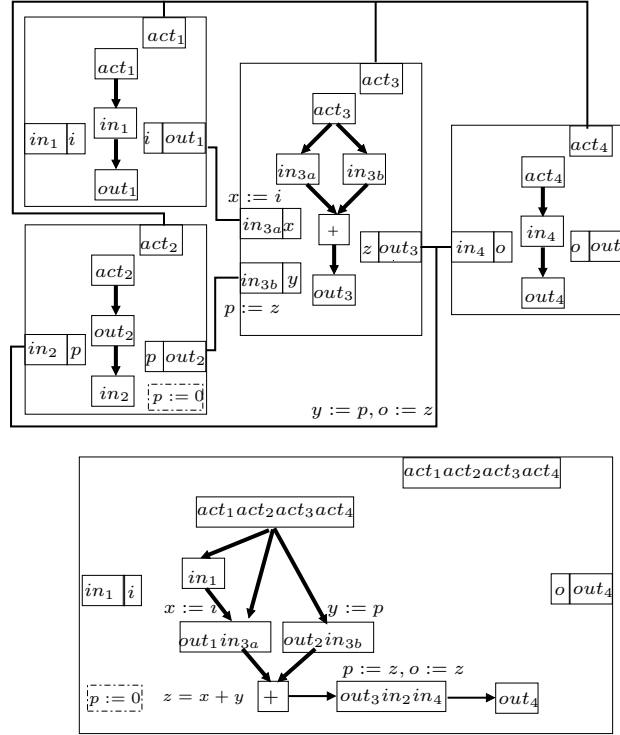 act₁
act₁
in₁
in₁ i
i out₁
out₁
act₂
act₂
out₂
in₂ p
p out₂
in₂
p := 0
act₃
act₃
in₃ₐ in₃b
x := i
in₃ₐ x
+
z out₃
in₃b y
out₃
p := z
y := p, o := z
act₄
act₄
in₄
in₄ o
o out
out₄
act₁act₂act₃act₄
act₁act₂act₃act₄
in₁
in₁ i
o out₄
x := i
y := p
out₁in₃ₐ
out₂in₃b
p := z, o := z
p := 0
z = x + y
+
out₃in₂in₄
out₄